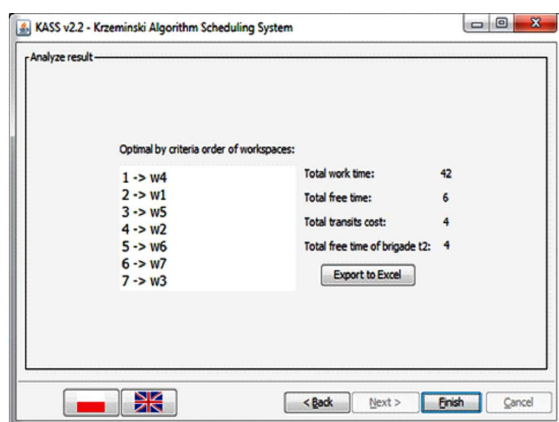 KASS v2.2 - Krzeminski Algorithm Scheduling System
Analyze result
Optimal by criteria order of workspaces:
1 -> w4
2 -> w1
3 -> w5
4 -> w2
5 -> w6
6 -> w7
7 -> w3
Total work time: 42
Total free time: 6
Total transits cost: 4
Total free time of brigade t2: 4
Export to Excel
< Back
Next >
Finish
Cancel